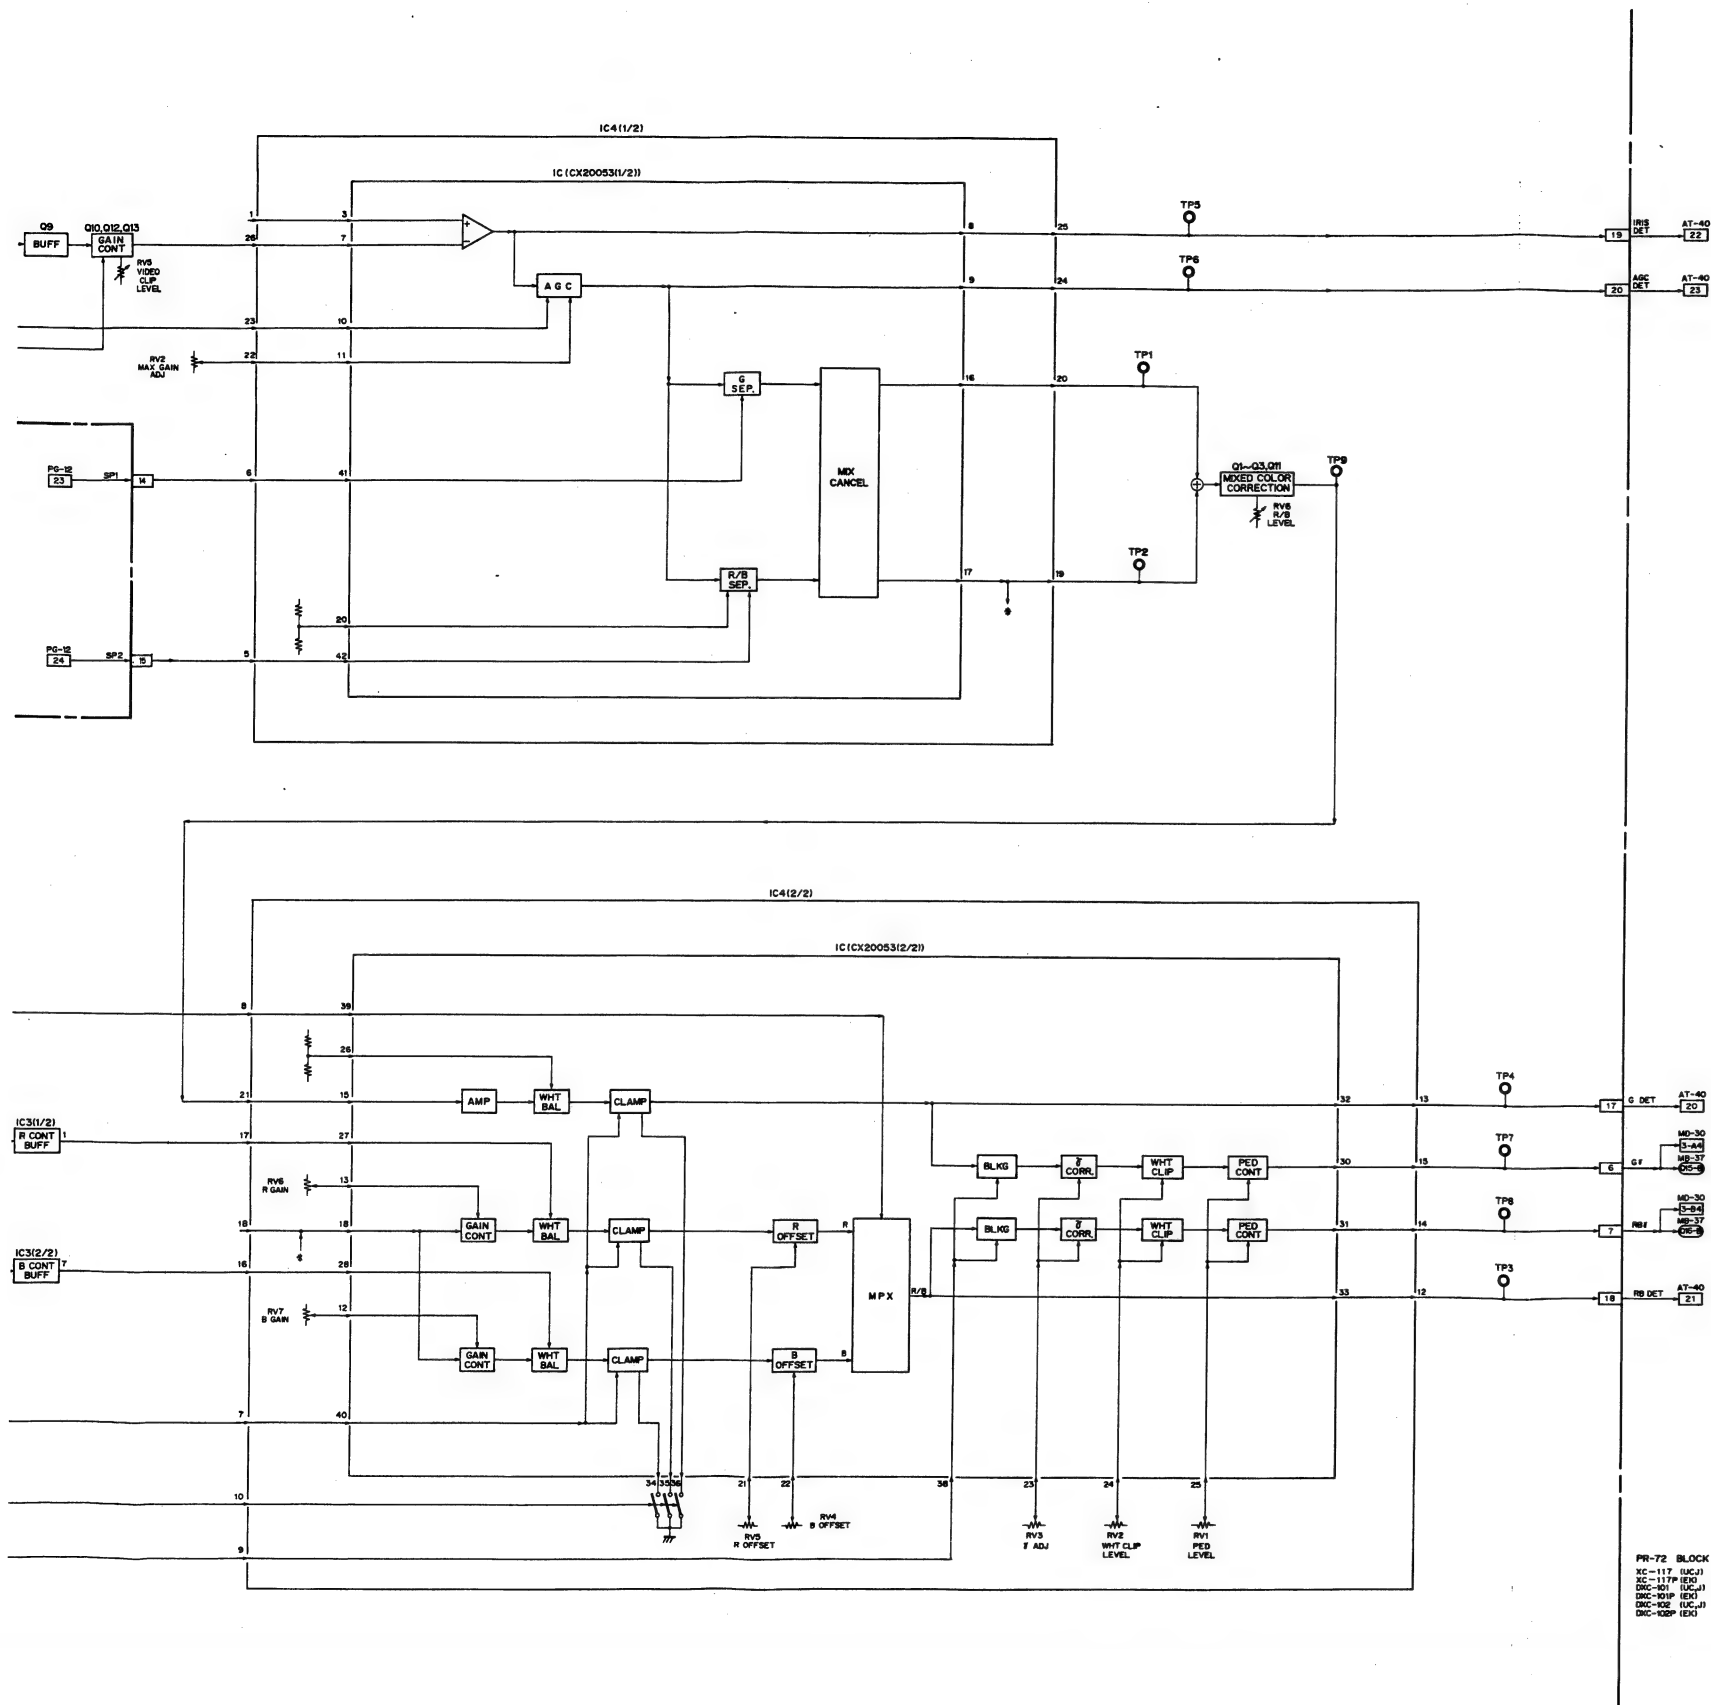 IC4(1/2)
IC(CX20053(1/2))
Q9
BUFF
Q10,Q12,Q13
GAIN
CONT
RV5
VIDEO
CLIP
LEVEL
1
3
26
7
+
−
8
25
TP5
19
IRIS
DET
AT-40
22
AGC
9
24
TP6
20
AGC
DET
AT-40
23
23
10
RV2
MAX GAIN
ADJ
22
11
G
SEP.
MIX
CANCEL
16
20
TP1
PG-12
23
SP1
14
6
41
Q1~Q3,Q11
MIXED COLOR
CORRECTION
RV6
R/B
LEVEL
TP9
R/B
SEP.
17
19
TP2
20
PG-12
24
SP2
15
5
42
IC4(2/2)
IC(CX20053(2/2))
8
39
26
21
15
AMP
WHT
BAL
CLAMP
32
13
TP4
17
G DET
AT-40
20
IC3(1/2)
R CONT
BUFF
1
17
27
BLKG
γ
CORR.
WHT
CLIP
PED
CONT
30
15
TP7
6
MD-30
3-A4
MB-37
RV6
R GAIN
13
18
18
GAIN
CONT
WHT
BAL
CLAMP
R
OFFSET
R
BLKG
γ
CORR.
WHT
CLIP
PED
CONT
31
14
TP8
7
MD-30
3-B4
MB-37
IC3(2/2)
B CONT
BUFF
7
16
28
MPX
R/B
33
12
TP3
18
RB DET
AT-40
21
RV7
B GAIN
12
GAIN
CONT
WHT
BAL
CLAMP
B
OFFSET
B
7
40
34
35
36
21
22
38
23
24
25
10
RV5
R OFFSET
RV4
B OFFSET
RV3
γ ADJ
RV2
WHT CLIP
LEVEL
RV1
PED
LEVEL
9
PR-72 BLOCK
XC-117 (UC,J)
XC-117P (EK)
DXC-101 (UC,J)
DXC-101P (EK)
DXC-102 (UC,J)
DXC-102P (EK)